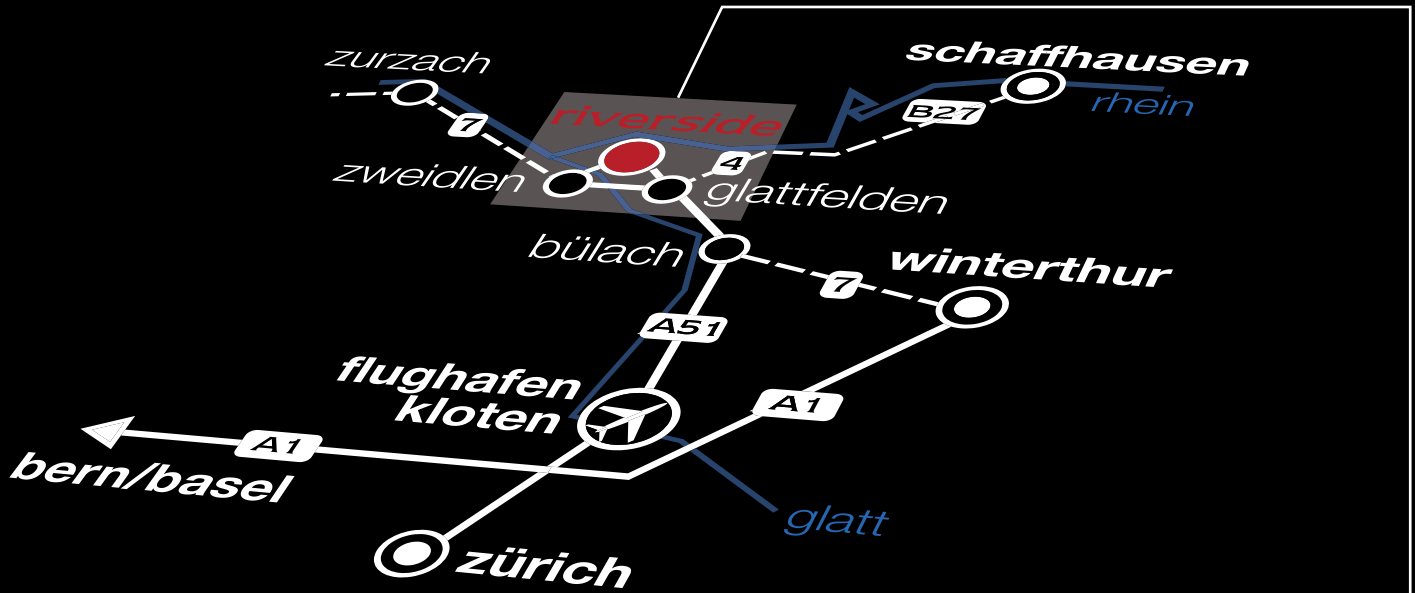 schaffhausen
zurzach
rhein
B27
riverside
7
4
zweidlen
glattfelden
bülach
winterthur
7
A51
flughafen
kloten
A1
A1
bern/basel
glatt
zürich